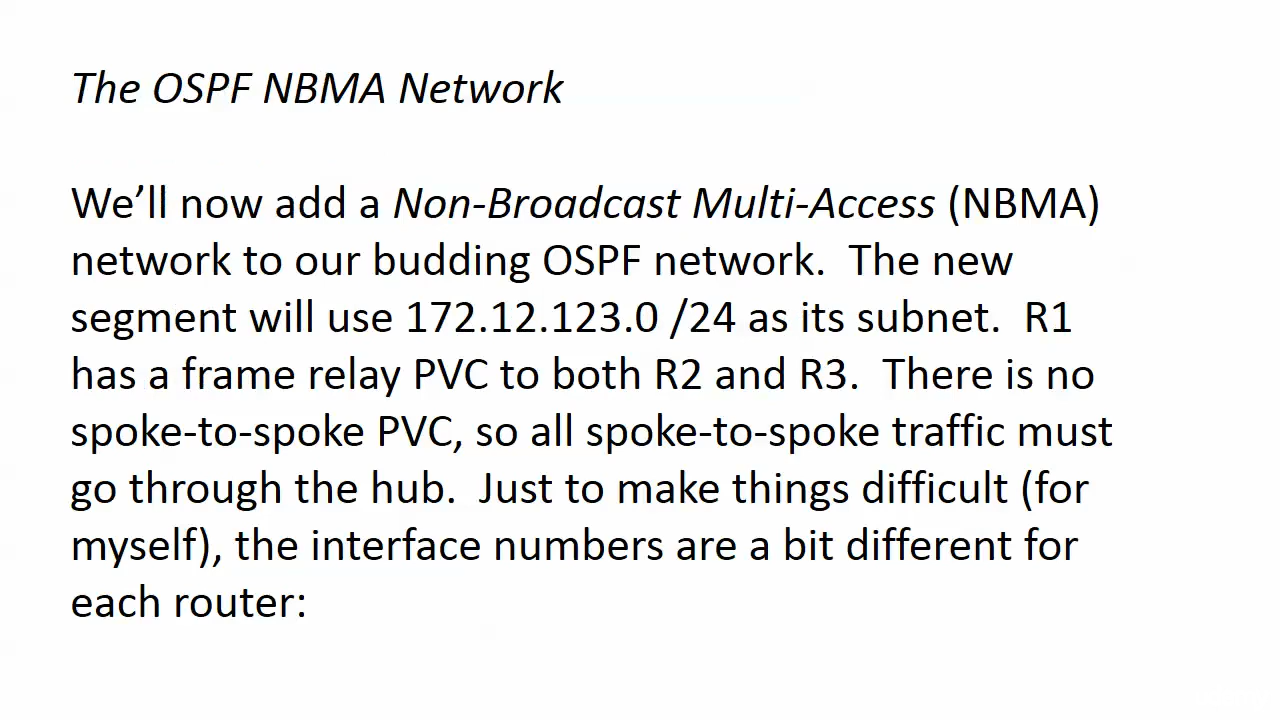 The OSPF NBMA Network
We’ll now add a Non-Broadcast Multi-Access (NBMA)
network to our budding OSPF network.  The new
segment will use 172.12.123.0 /24 as its subnet.  R1
has a frame relay PVC to both R2 and R3.  There is no
spoke-to-spoke PVC, so all spoke-to-spoke traffic must
go through the hub.  Just to make things difficult (for
myself), the interface numbers are a bit different for
each router: